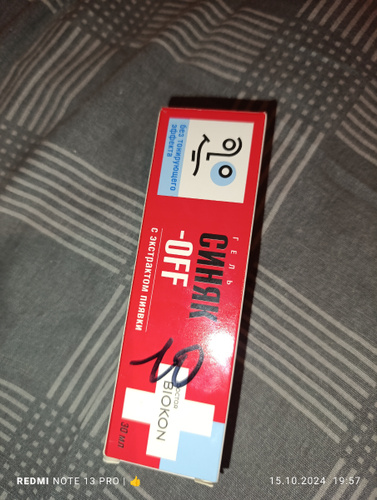 без тонирующего
эффекта
ГЕЛЬ
СИНЯК
-OFF
с экстрактом пиявки
BIOKON
30 мл
REDMI NOTE 13 PRO | 👍
15.10.2024 19:57